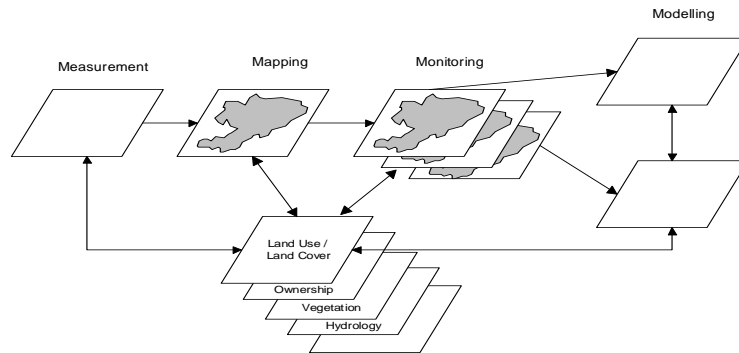 Modelling
Measurement
Mapping
Monitoring
Land Use /
Land Cover
Ownership
Vegetation
Hydrology